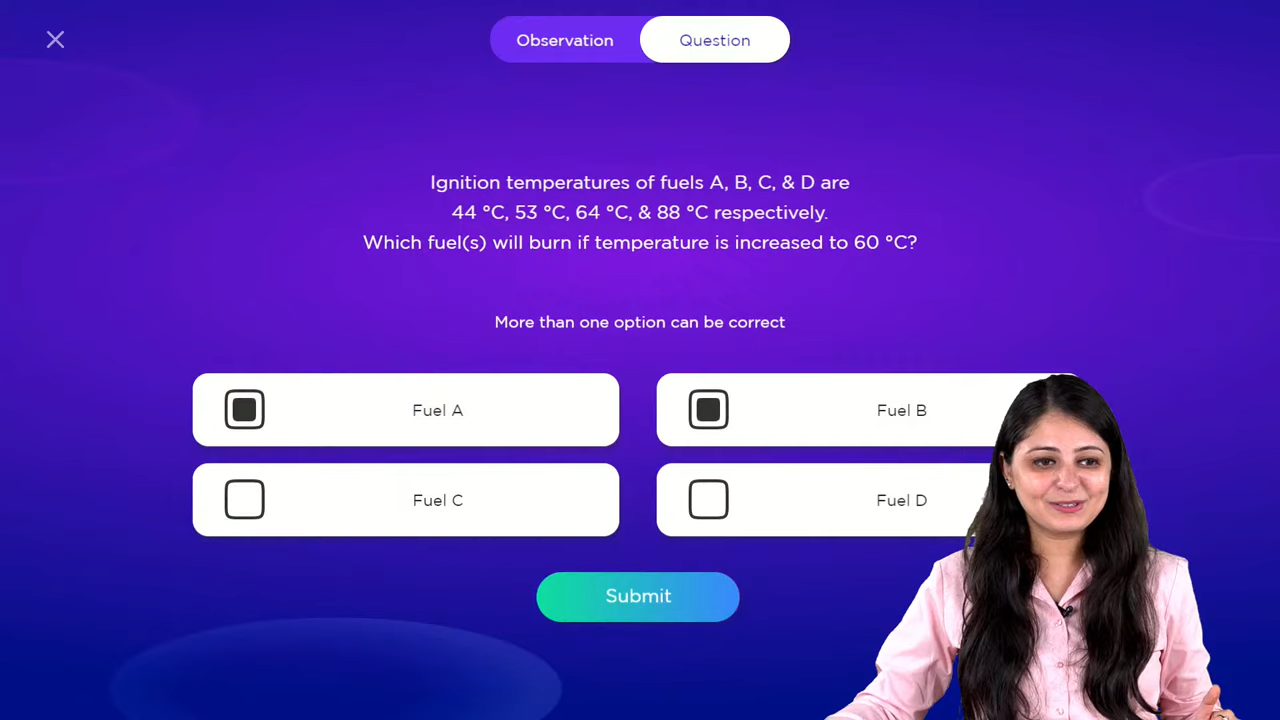 Observation
Question
Ignition temperatures of fuels A, B, C, & D are
44 °C, 53 °C, 64 °C, & 88 °C respectively.
Which fuel(s) will burn if temperature is increased to 60 °C?
More than one option can be correct
Fuel A
Fuel B
Fuel C
Fuel D
Submit